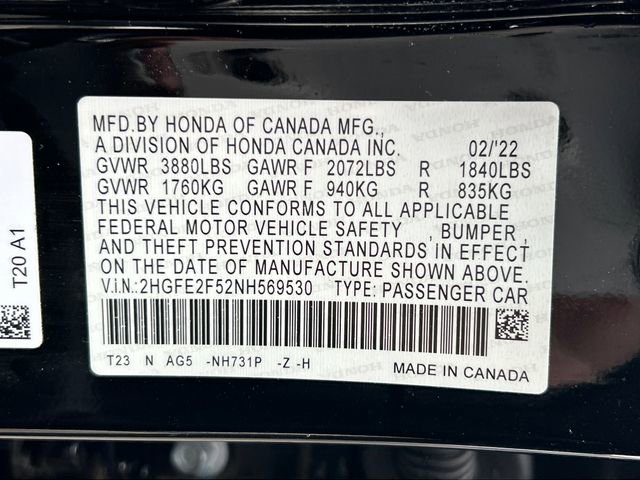 MFD.BY HONDA OF CANADA MFG.,
A DIVISION OF HONDA CANADA INC. 02/'22
GVWR 3880LBS GAWR F 2072LBS R 1840LBS
GVWR 1760KG GAWR F 940KG R 835KG
THIS VEHICLE CONFORMS TO ALL APPLICABLE
FEDERAL MOTOR VEHICLE SAFETY , BUMPER ,
AND THEFT PREVENTION STANDARDS IN EFFECT
ON THE DATE OF MANUFACTURE SHOWN ABOVE.
V.I.N.:2HGFE2F52NH569530 TYPE: PASSENGER CAR
T23 N AG5 -NH731P -Z -H
MADE IN CANADA
T20 A1